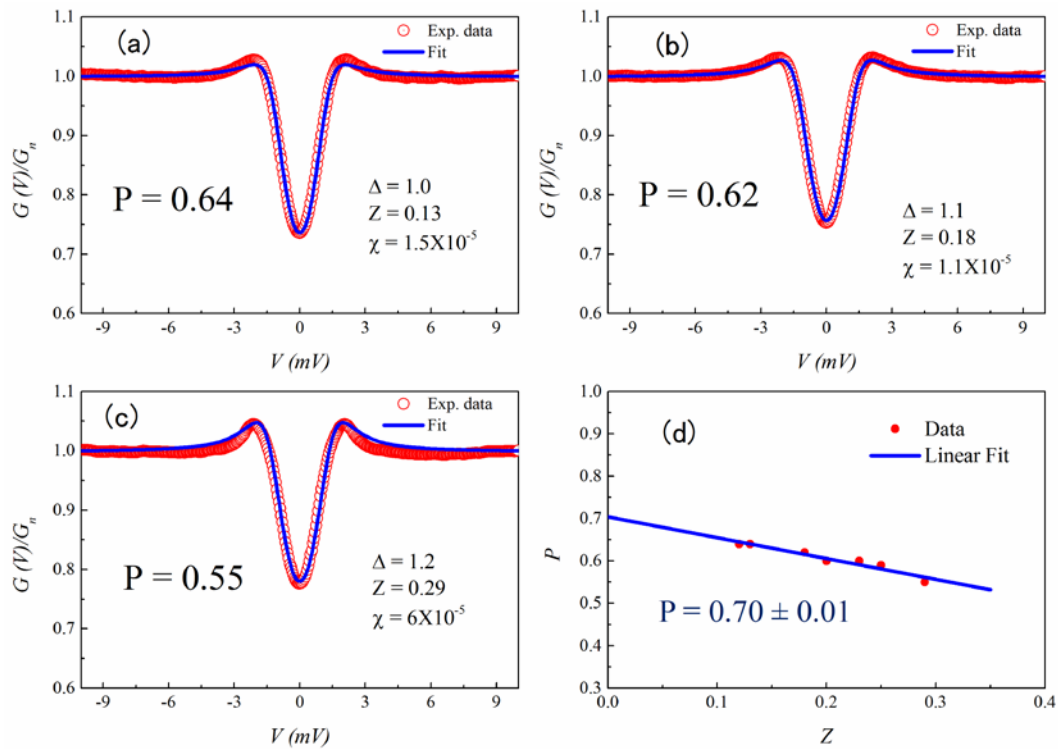 1.1
1.0
0.9
0.8
0.7
0.6
G (V)/Gn
(a)
Exp. data
Fit
P = 0.64
Δ = 1.0
Z = 0.13
χ = 1.5X10⁻⁵
-9 -6 -3 0 3 6 9
V (mV)
1.1
1.0
0.9
0.8
0.7
0.6
G (V)/Gn
(b)
Exp. data
Fit
P = 0.62
Δ = 1.1
Z = 0.18
χ = 1.1X10⁻⁵
-9 -6 -3 0 3 6 9
V (mV)
1.1
1.0
0.9
0.8
0.7
0.6
G (V)/Gn
(c)
Exp. data
Fit
P = 0.55
Δ = 1.2
Z = 0.29
χ = 6X10⁻⁵
-9 -6 -3 0 3 6 9
V (mV)
1.0
0.9
0.8
0.7
0.6
0.5
0.4
0.3
P
(d)
Data
Linear Fit
P = 0.70 ± 0.01
0.0 0.1 0.2 0.3 0.4
Z